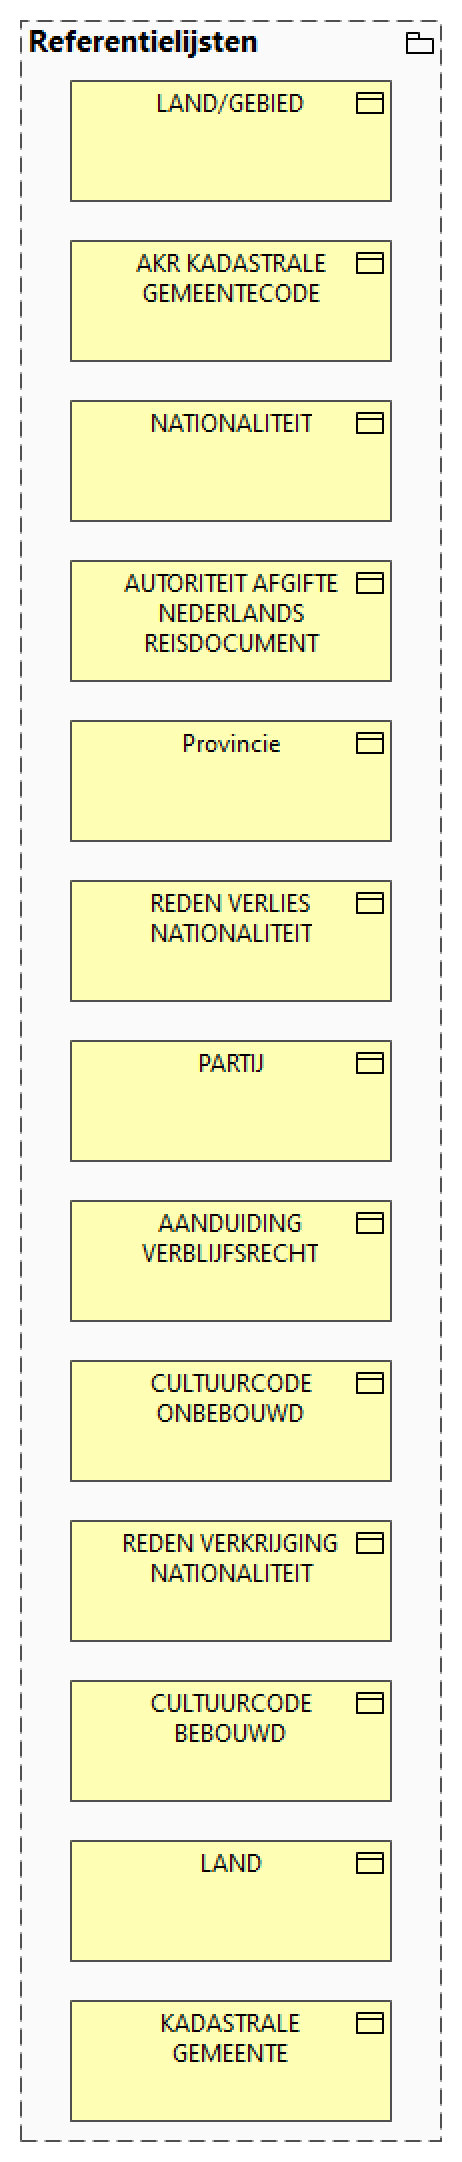 Referentielijsten
LAND/GEBIED
AKR KADASTRALE
GEMEENTECODE
NATIONALITEIT
AUTORITEIT AFGIFTE
NEDERLANDS
REISDOCUMENT
Provincie
REDEN VERLIES
NATIONALITEIT
PARTIJ
AANDUIDING
VERBLIJFSRECHT
CULTUURCODE
ONBEBOUWD
REDEN VERKRIJGING
NATIONALITEIT
CULTUURCODE
BEBOUWD
LAND
KADASTRALE
GEMEENTE